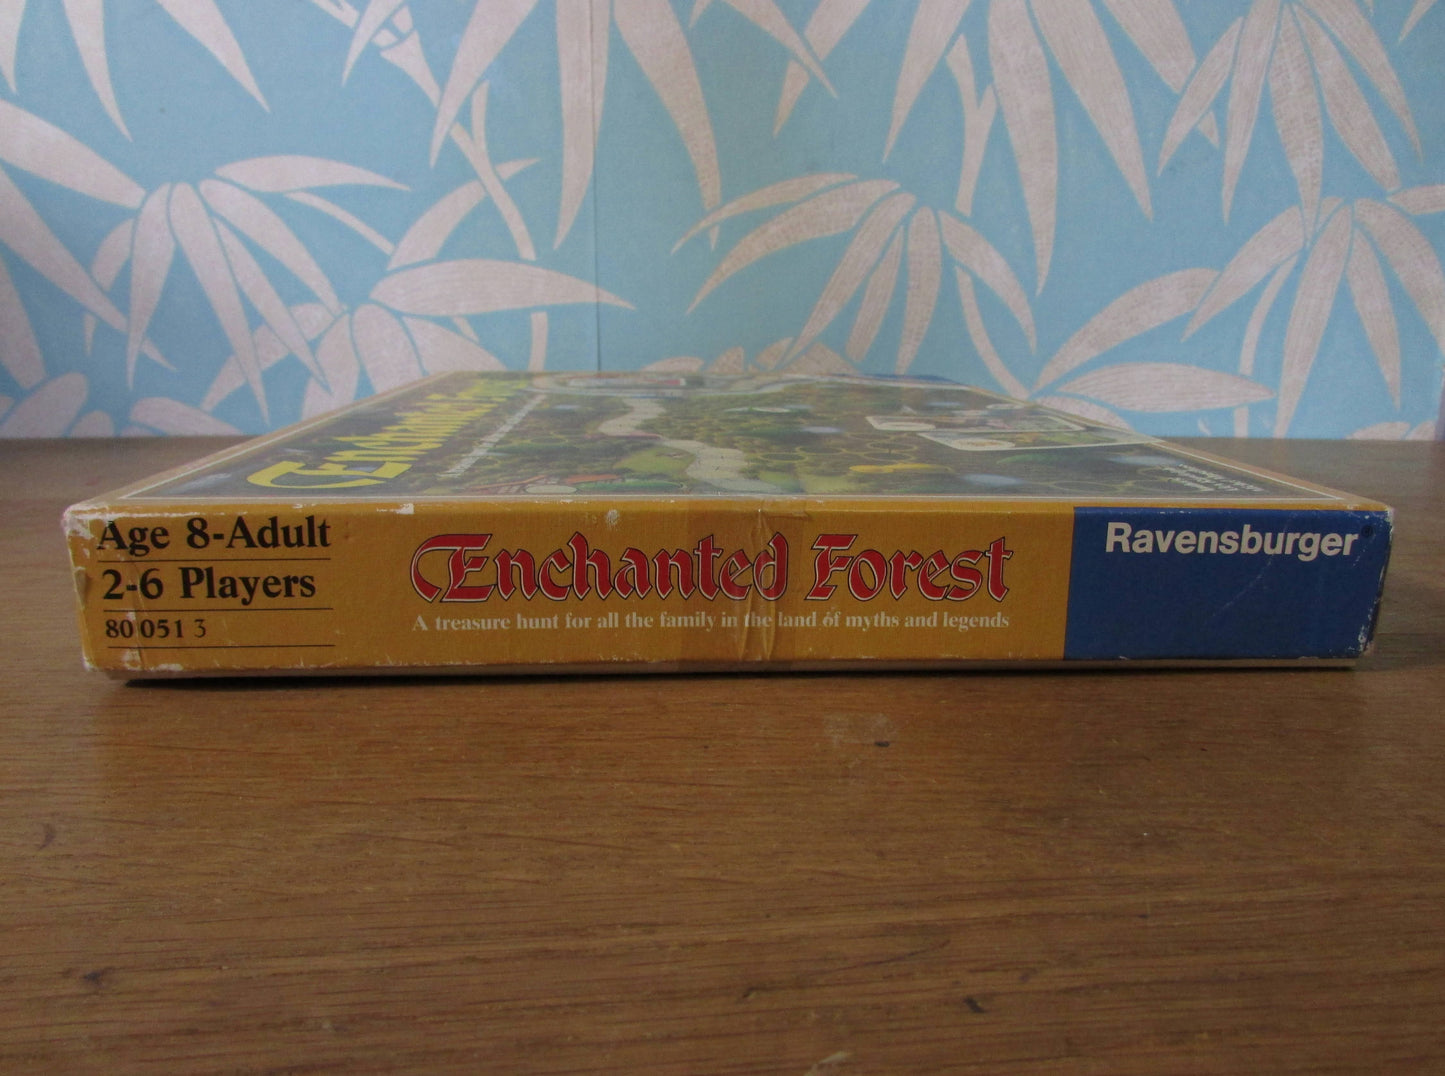 Enchanted
Age 8-Adult
2-6 Players
80 051 3
Enchanted Forest
A treasure hunt for all the family in the land of myths and legends
Ravensburger®